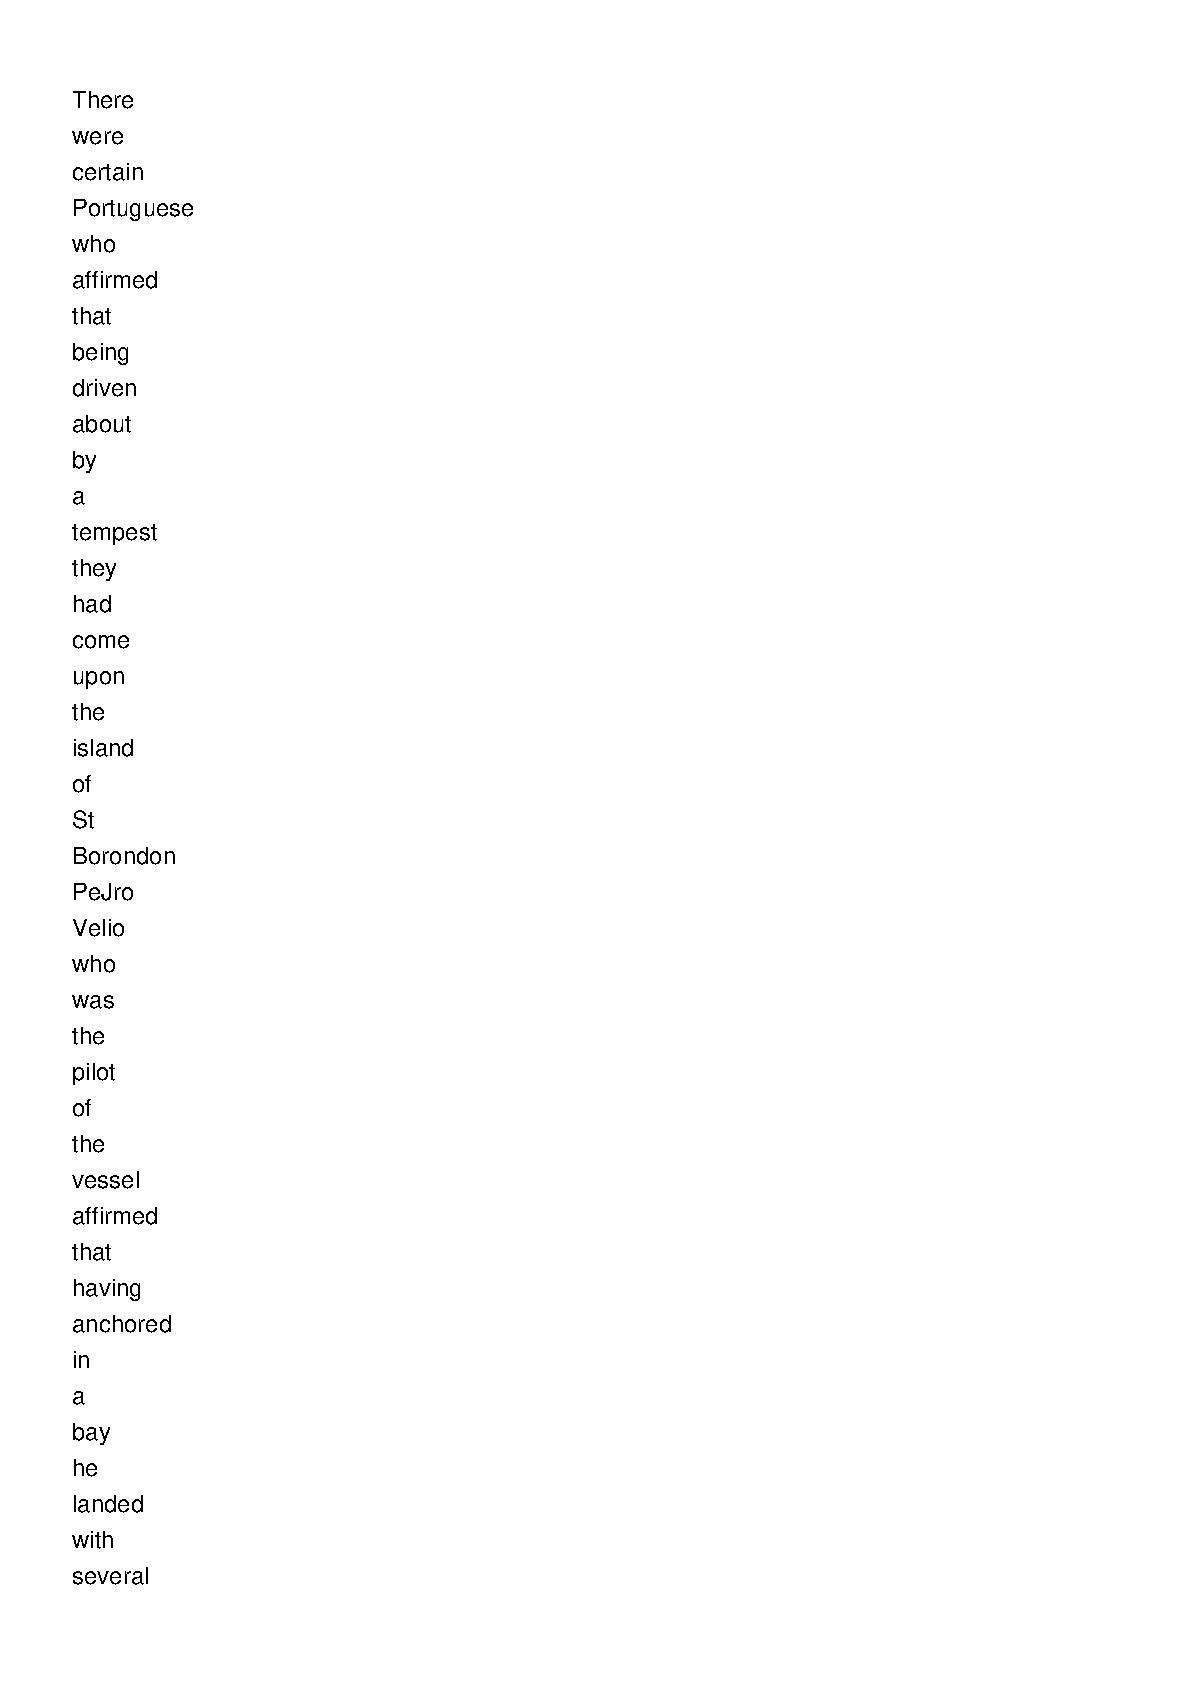 There
were
certain
Portuguese
who
affirmed
that
being
driven
about
by
a
tempest
they
had
come
upon
the
island
of
St
Borondon
PeJro
Velio
who
was
the
pilot
of
the
vessel
affirmed
that
having
anchored
in
a
bay
he
landed
with
several